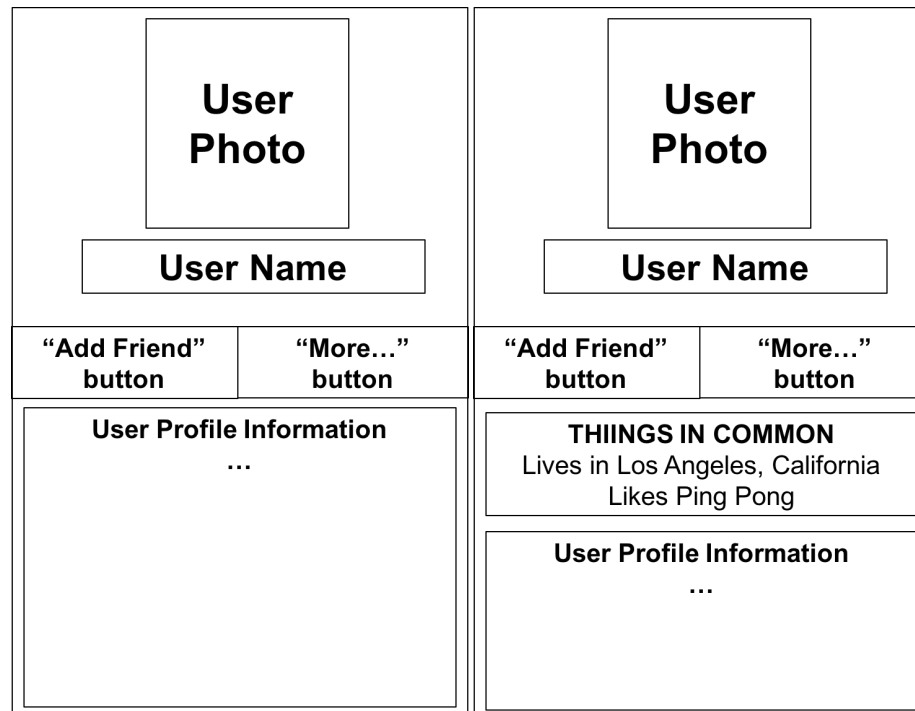 User
Photo
User Name
“Add Friend”
button
“More…”
button
User Profile Information
…
User
Photo
User Name
“Add Friend”
button
“More…”
button
THIINGS IN COMMON
Lives in Los Angeles, California
Likes Ping Pong
User Profile Information
…